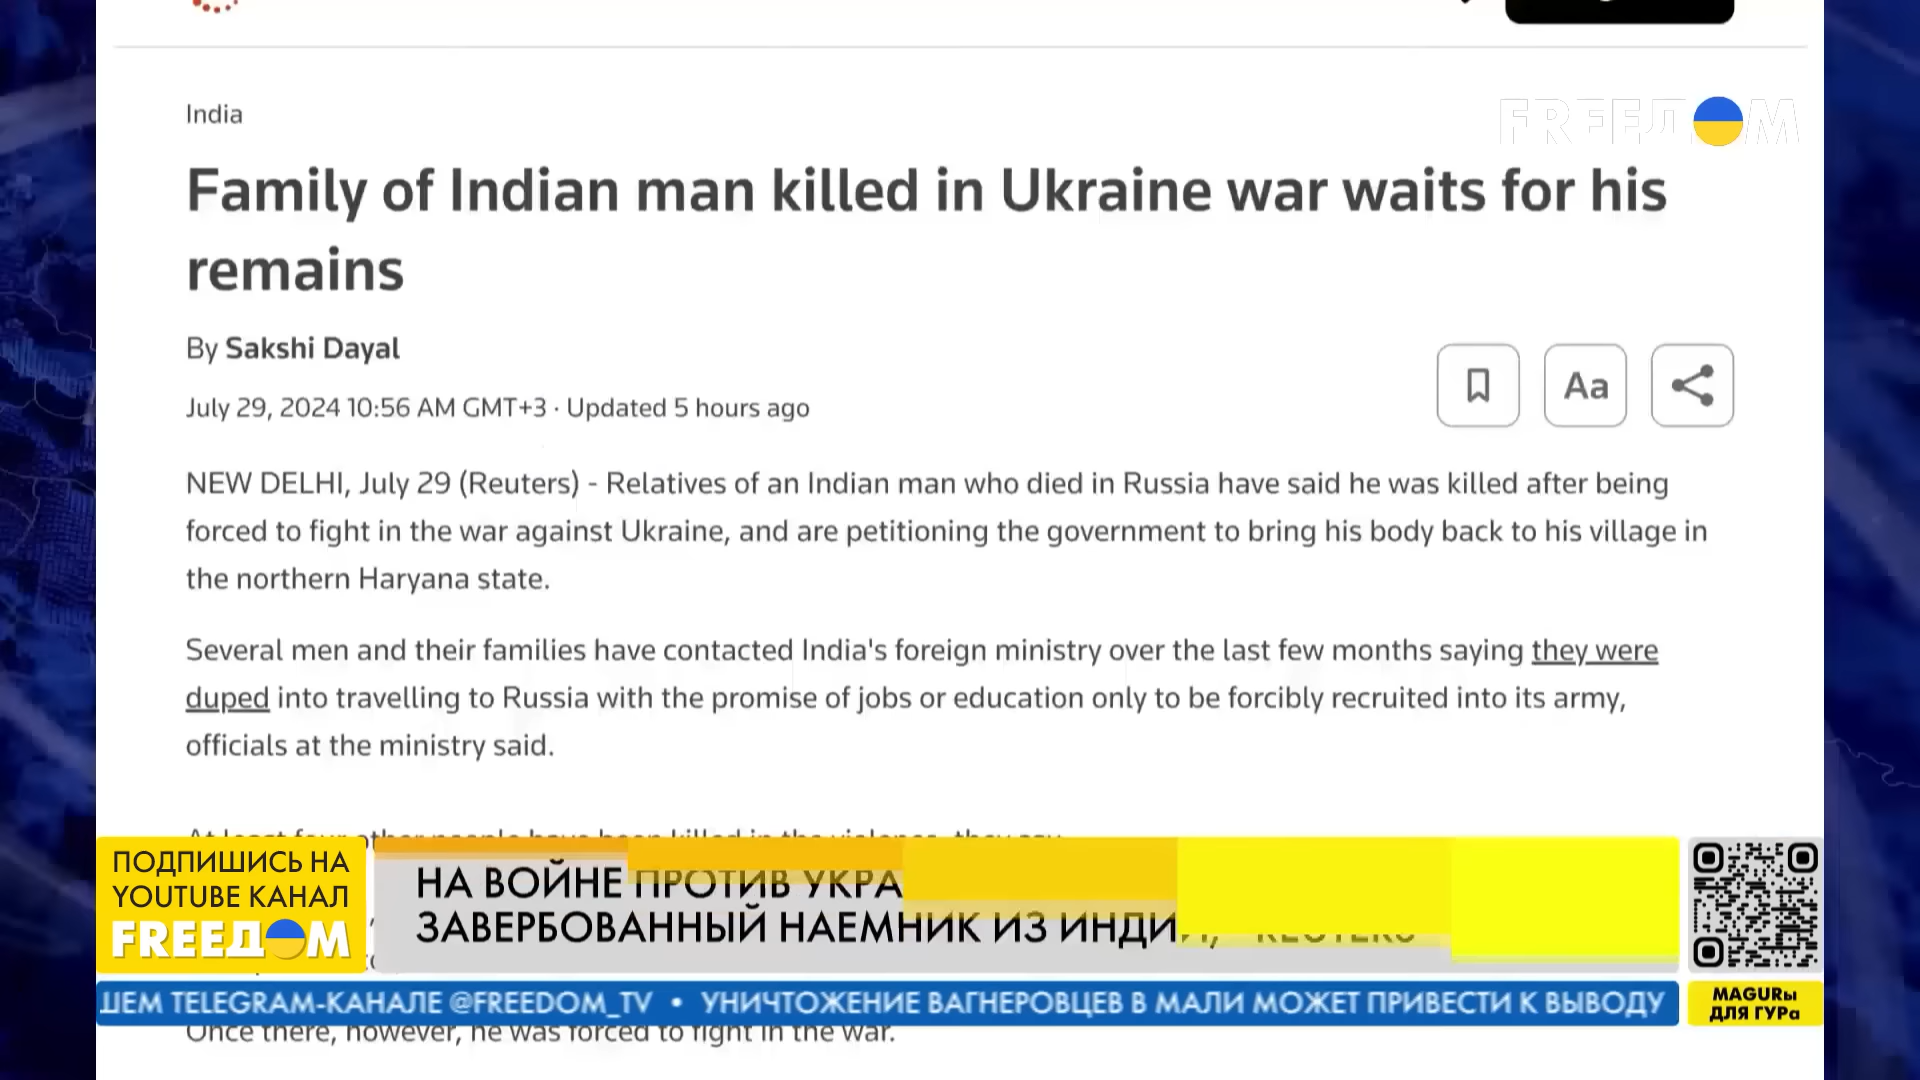 India
FREEДOM
Family of Indian man killed in Ukraine war waits for his
remains
By Sakshi Dayal
July 29, 2024 10:56 AM GMT+3 · Updated 5 hours ago
Aa
NEW DELHI, July 29 (Reuters) - Relatives of an Indian man who died in Russia have said he was killed after being
forced to fight in the war against Ukraine, and are petitioning the government to bring his body back to his village in
the northern Haryana state.
Several men and their families have contacted India's foreign ministry over the last few months saying they were
duped into travelling to Russia with the promise of jobs or education only to be forcibly recruited into its army,
officials at the ministry said.
ПОДПИШИСЬ НА
YOUTUBE КАНАЛ
FREEДOM
НА ВОЙНЕ ПРОТИВ УКРА
ЗАВЕРБОВАННЫЙ НАЕМНИК ИЗ ИНДИИ, REUTERS
ШЕМ TELEGRAM-КАНАЛЕ @FREEDOM_TV • УНИЧТОЖЕНИЕ ВАГНЕРОВЦЕВ В МАЛИ МОЖЕТ ПРИВЕСТИ К ВЫВОДУ
MAGURы
ДЛЯ ГУРа
Once there, however, he was forced to fight in the war.